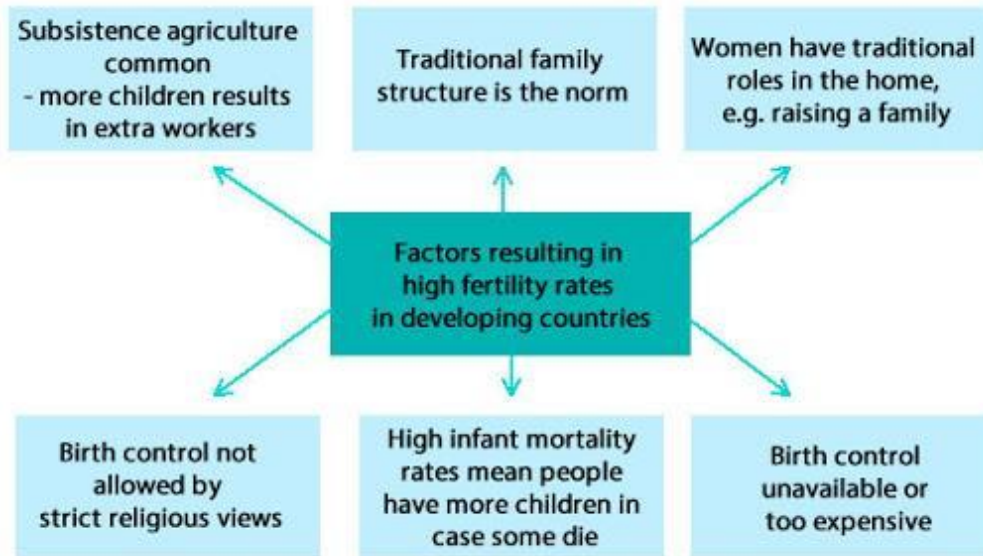 Subsistence agriculture
common
- more children results
in extra workers
Traditional family
structure is the norm
Women have traditional
roles in the home,
e.g. raising a family
Factors resulting in
high fertility rates
in developing countries
Birth control not
allowed by
strict religious views
High infant mortality
rates mean people
have more children in
case some die
Birth control
unavailable or
too expensive